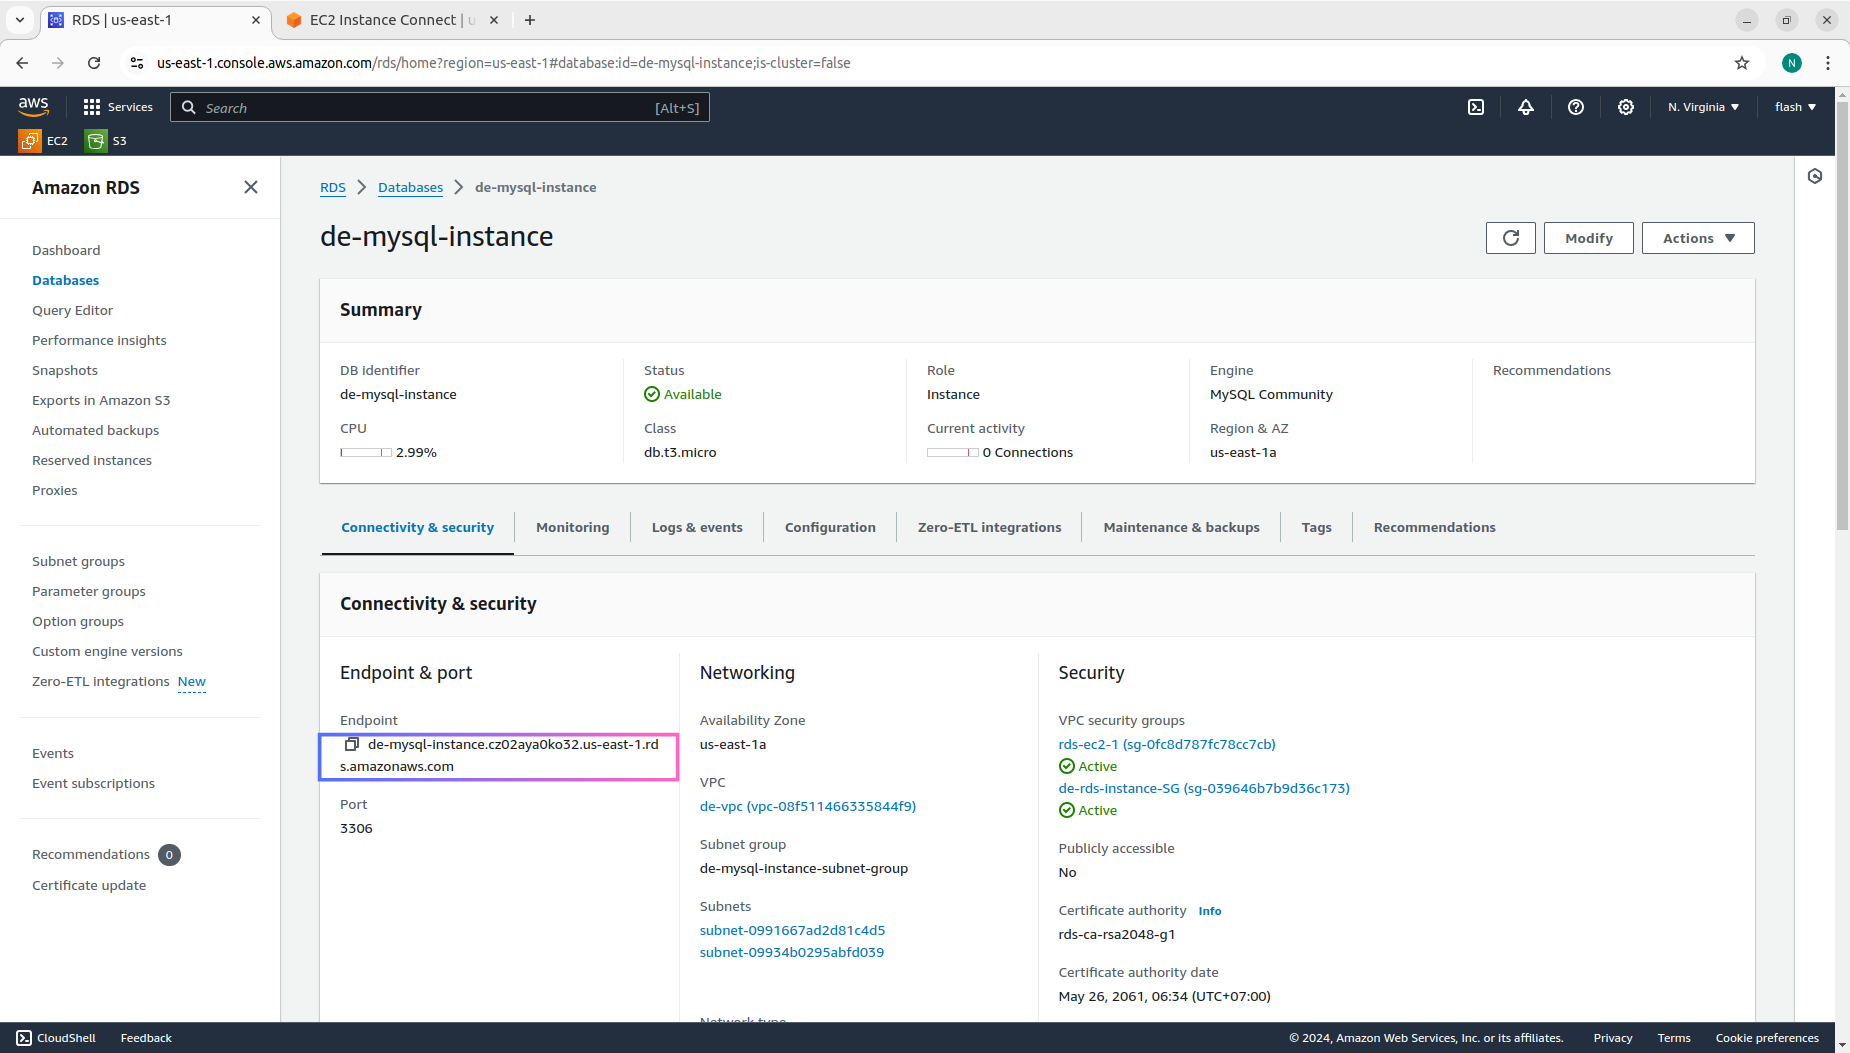 RDS | us-east-1
EC2 Instance Connect | u
us-east-1.console.aws.amazon.com/rds/home?region=us-east-1#database:id=de-mysql-instance;is-cluster=false
N
aws
Services
Search
[Alt+S]
N. Virginia
flash
EC2
S3
Amazon RDS
Dashboard
Databases
Query Editor
Performance insights
Snapshots
Exports in Amazon S3
Automated backups
Reserved instances
Proxies
Subnet groups
Parameter groups
Option groups
Custom engine versions
Zero-ETL integrations New
Events
Event subscriptions
Recommendations 0
Certificate update
RDS > Databases > de-mysql-instance
de-mysql-instance
Modify
Actions
Summary
DB identifier
de-mysql-instance
CPU
2.99%
Status
Available
Class
db.t3.micro
Role
Instance
Current activity
0 Connections
Engine
MySQL Community
Region & AZ
us-east-1a
Recommendations
Connectivity & security
Monitoring
Logs & events
Configuration
Zero-ETL integrations
Maintenance & backups
Tags
Recommendations
Connectivity & security
Endpoint & port
Endpoint
de-mysql-instance.cz02aya0ko32.us-east-1.rd
s.amazonaws.com
Port
3306
Networking
Availability Zone
us-east-1a
VPC
de-vpc (vpc-08f511466335844f9)
Subnet group
de-mysql-instance-subnet-group
Subnets
subnet-0991667ad2d81c4d5
subnet-09934b0295abfd039
Network type
Security
VPC security groups
rds-ec2-1 (sg-0fc8d787fc78cc7cb)
Active
de-rds-instance-SG (sg-039646b7b9d36c173)
Active
Publicly accessible
No
Certificate authority Info
rds-ca-rsa2048-g1
Certificate authority date
May 26, 2061, 06:34 (UTC+07:00)
CloudShell
Feedback
© 2024, Amazon Web Services, Inc. or its affiliates.
Privacy
Terms
Cookie preferences